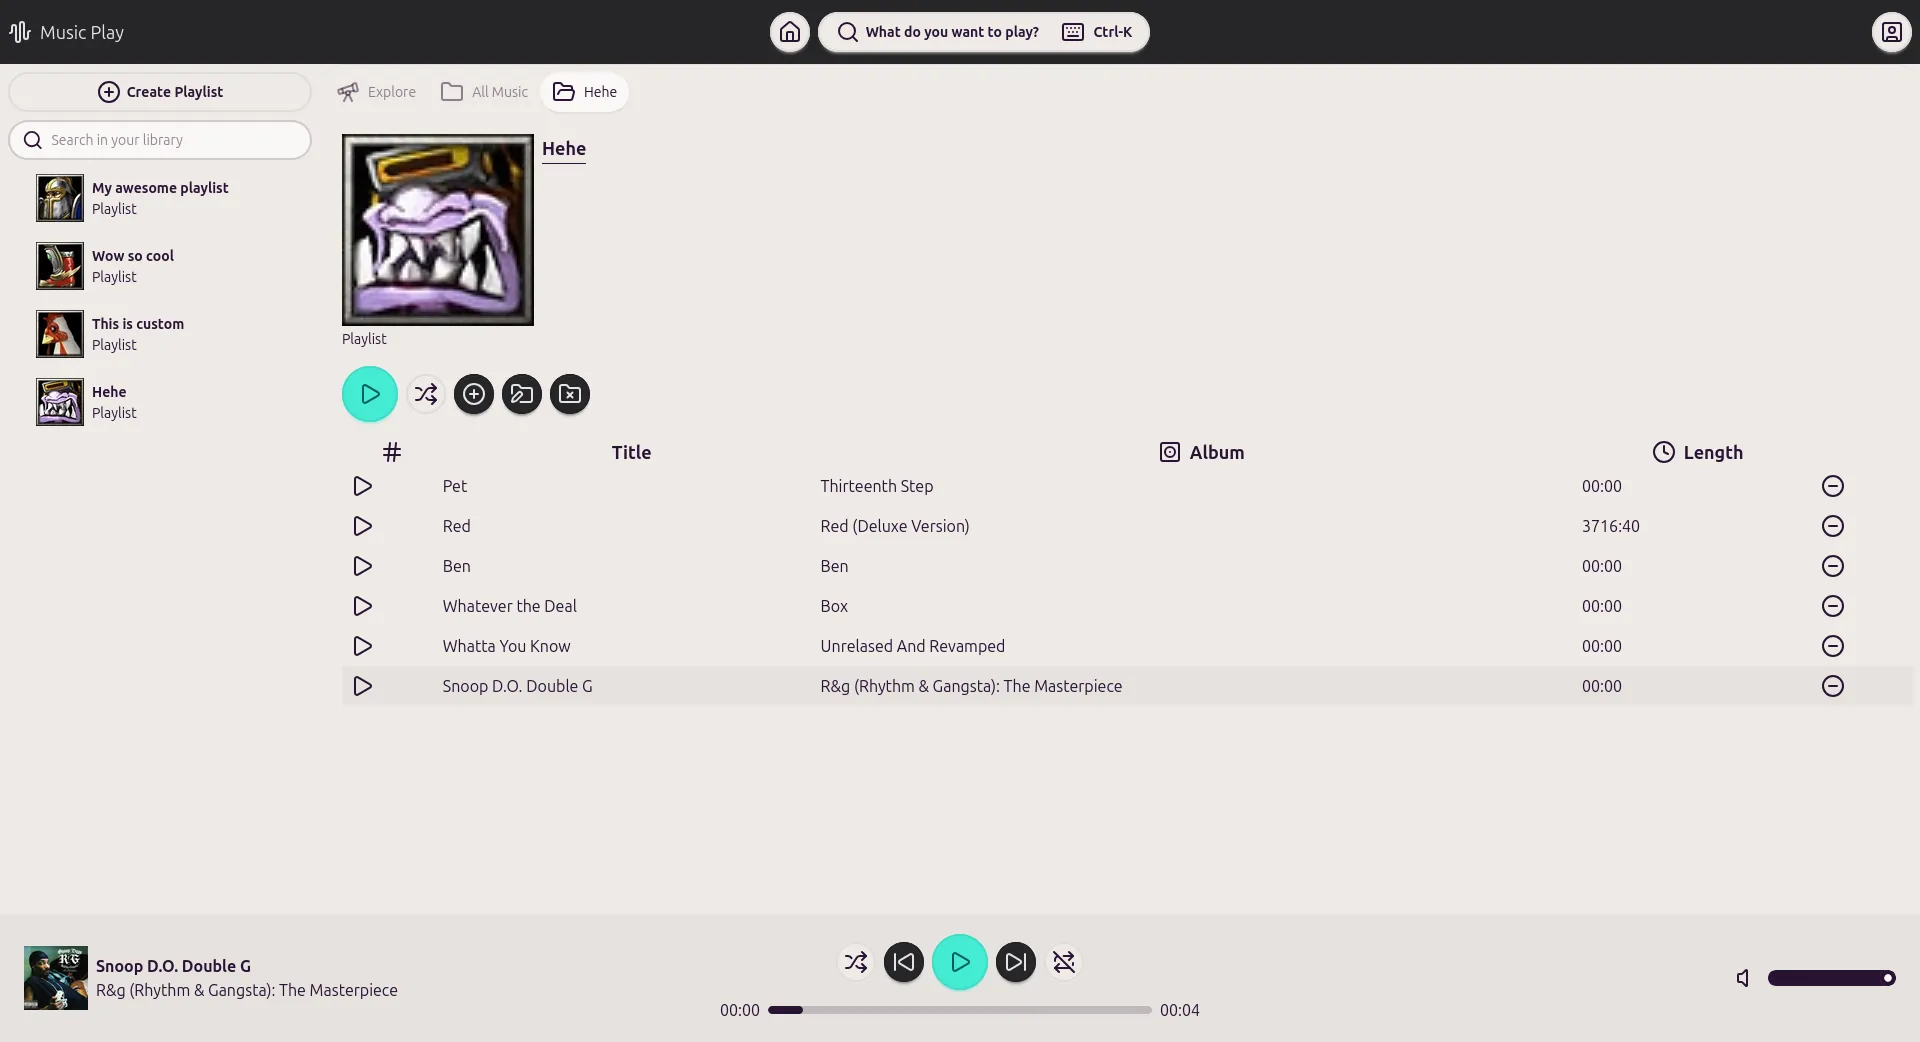 Music Play
What do you want to play? Ctrl-K
Create Playlist
Search in your library
My awesome playlist
Playlist
Wow so cool
Playlist
This is custom
Playlist
Hehe
Playlist
Explore All Music Hehe
Hehe
Playlist
# Title Album Length
Pet Thirteenth Step 00:00
Red Red (Deluxe Version) 3716:40
Ben Ben 00:00
Whatever the Deal Box 00:00
Whatta You Know Unrelased And Revamped 00:00
Snoop D.O. Double G R&g (Rhythm & Gangsta): The Masterpiece 00:00
Snoop D.O. Double G
R&g (Rhythm & Gangsta): The Masterpiece
00:00 00:04